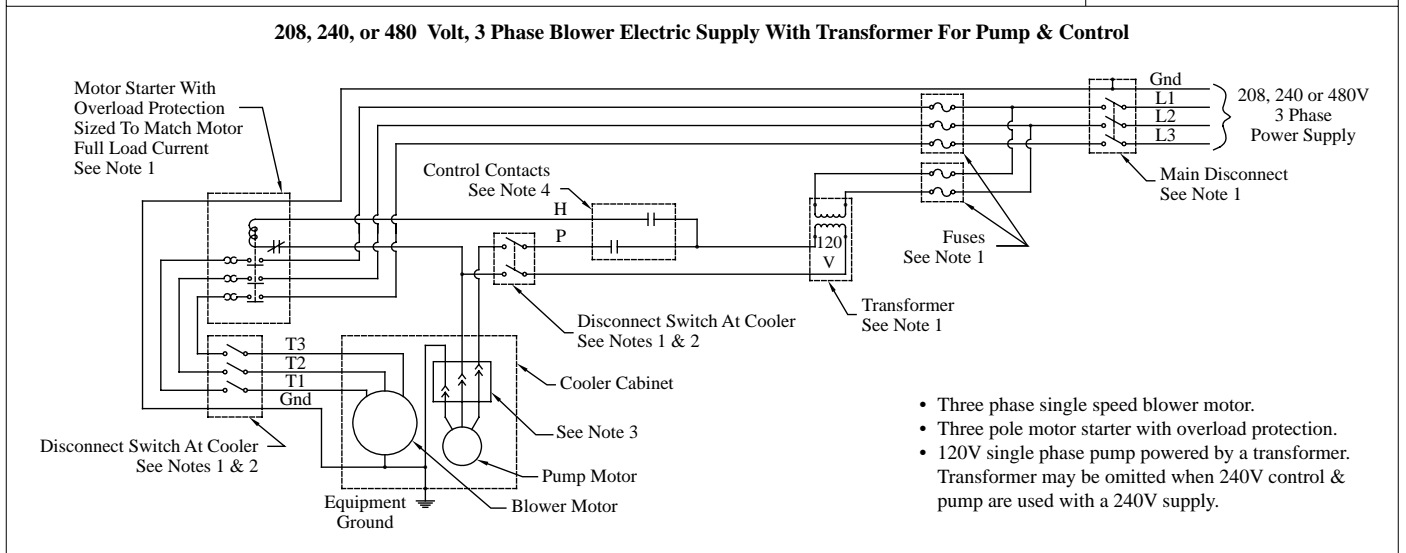 208, 240, or 480 Volt, 3 Phase Blower Electric Supply With Transformer For Pump & Control
Motor Starter With
Overload Protection
Sized To Match Motor
Full Load Current
See Note 1
Gnd
L1
L2
L3
208, 240 or 480V
3 Phase
Power Supply
Main Disconnect
See Note 1
Control Contacts
See Note 4
H
P
Fuses
See Note 1
120
V
Transformer
See Note 1
Disconnect Switch At Cooler
See Notes 1 & 2
T3
T2
T1
Gnd
Cooler Cabinet
See Note 3
Pump Motor
Blower Motor
Disconnect Switch At Cooler
See Notes 1 & 2
Equipment
Ground
• Three phase single speed blower motor.
• Three pole motor starter with overload protection.
• 120V single phase pump powered by a transformer.
Transformer may be omitted when 240V control &
pump are used with a 240V supply.